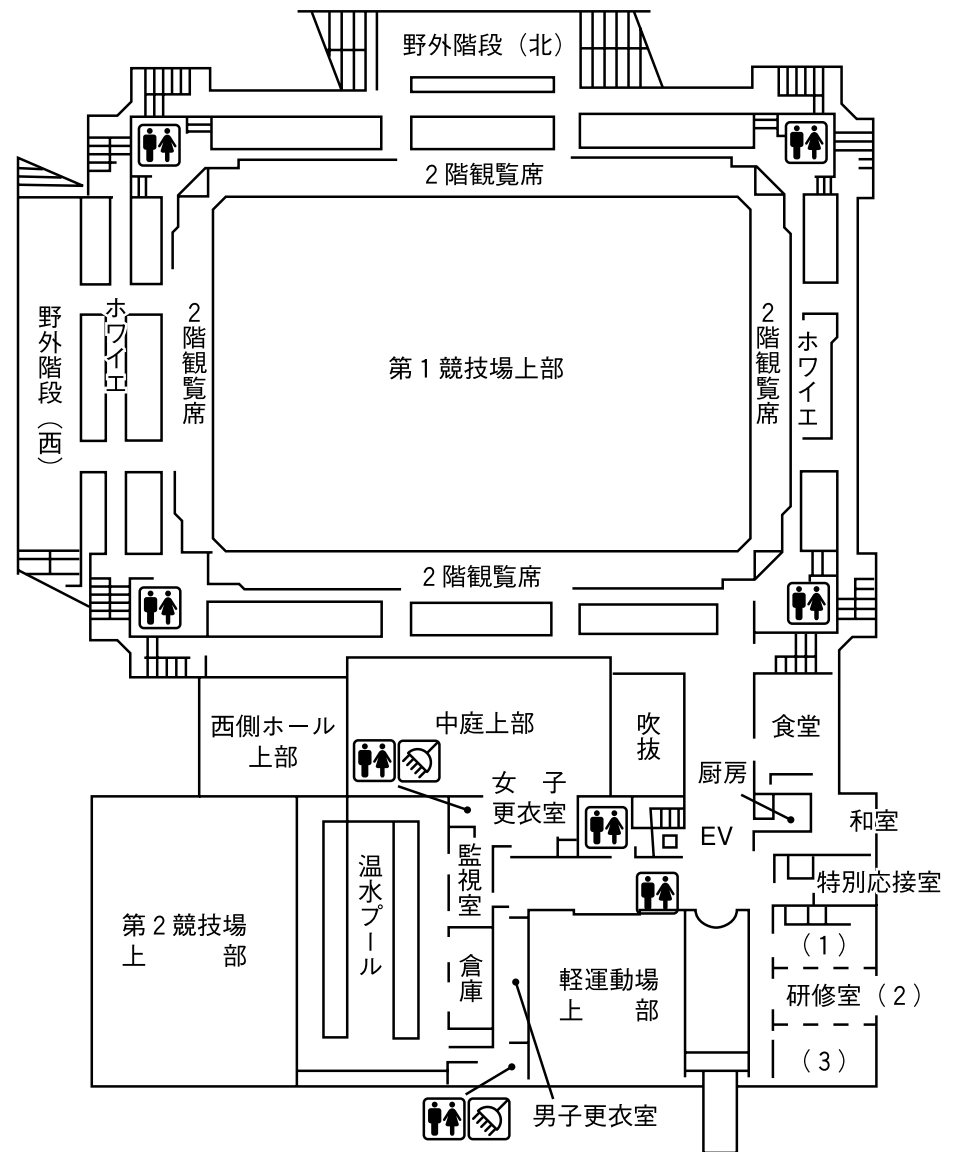 野外階段（北）
2階観覧席
野外階段（西）
ホワイエ
2階観覧席
第1競技場上部
2階観覧席
ホワイエ
2階観覧席
西側ホール
上部
中庭上部
吹抜
食堂
厨房
女子
更衣室
EV
和室
監視室
温水プール
特別応接室
第2競技場
上部
倉庫
軽運動場
上部
（1）
研修室（2）
（3）
男子更衣室